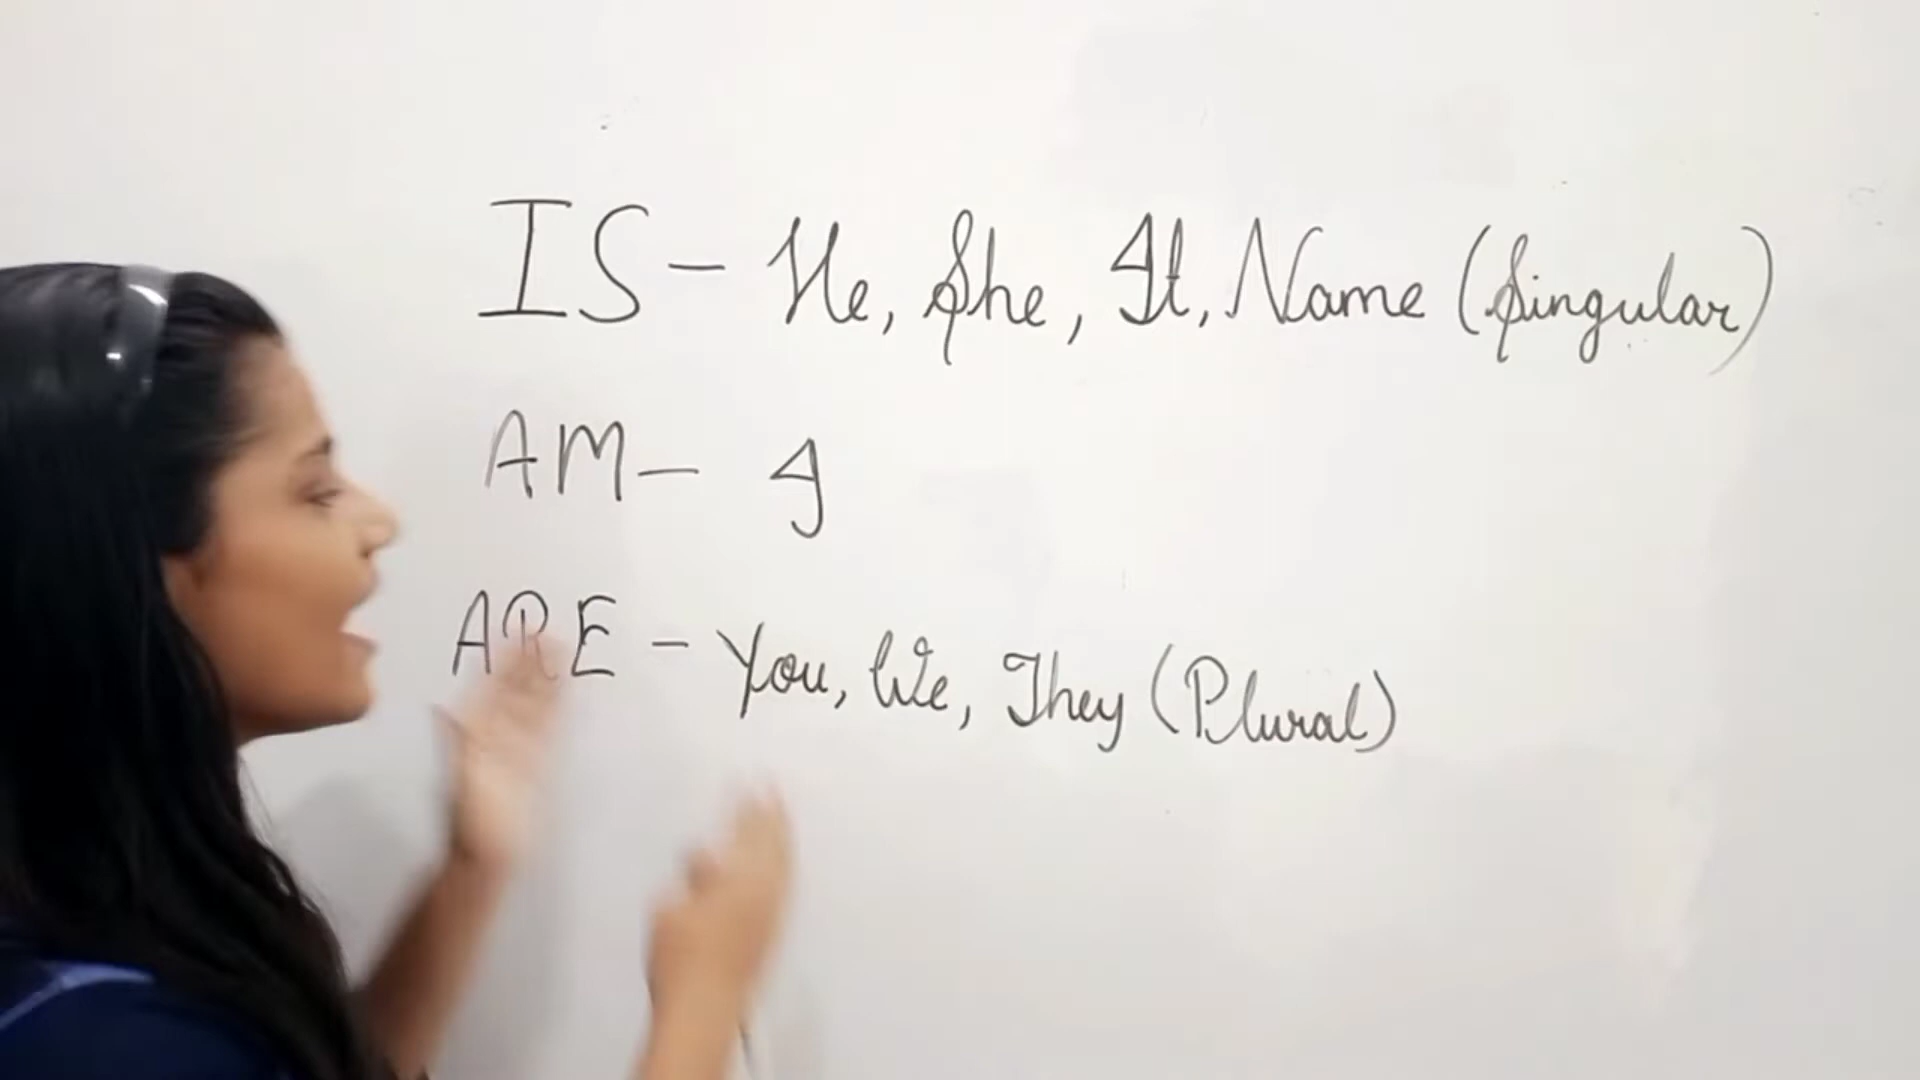 IS - He, She, It, Name (Singular)
AM - I
ARE - You, We, They (Plural)